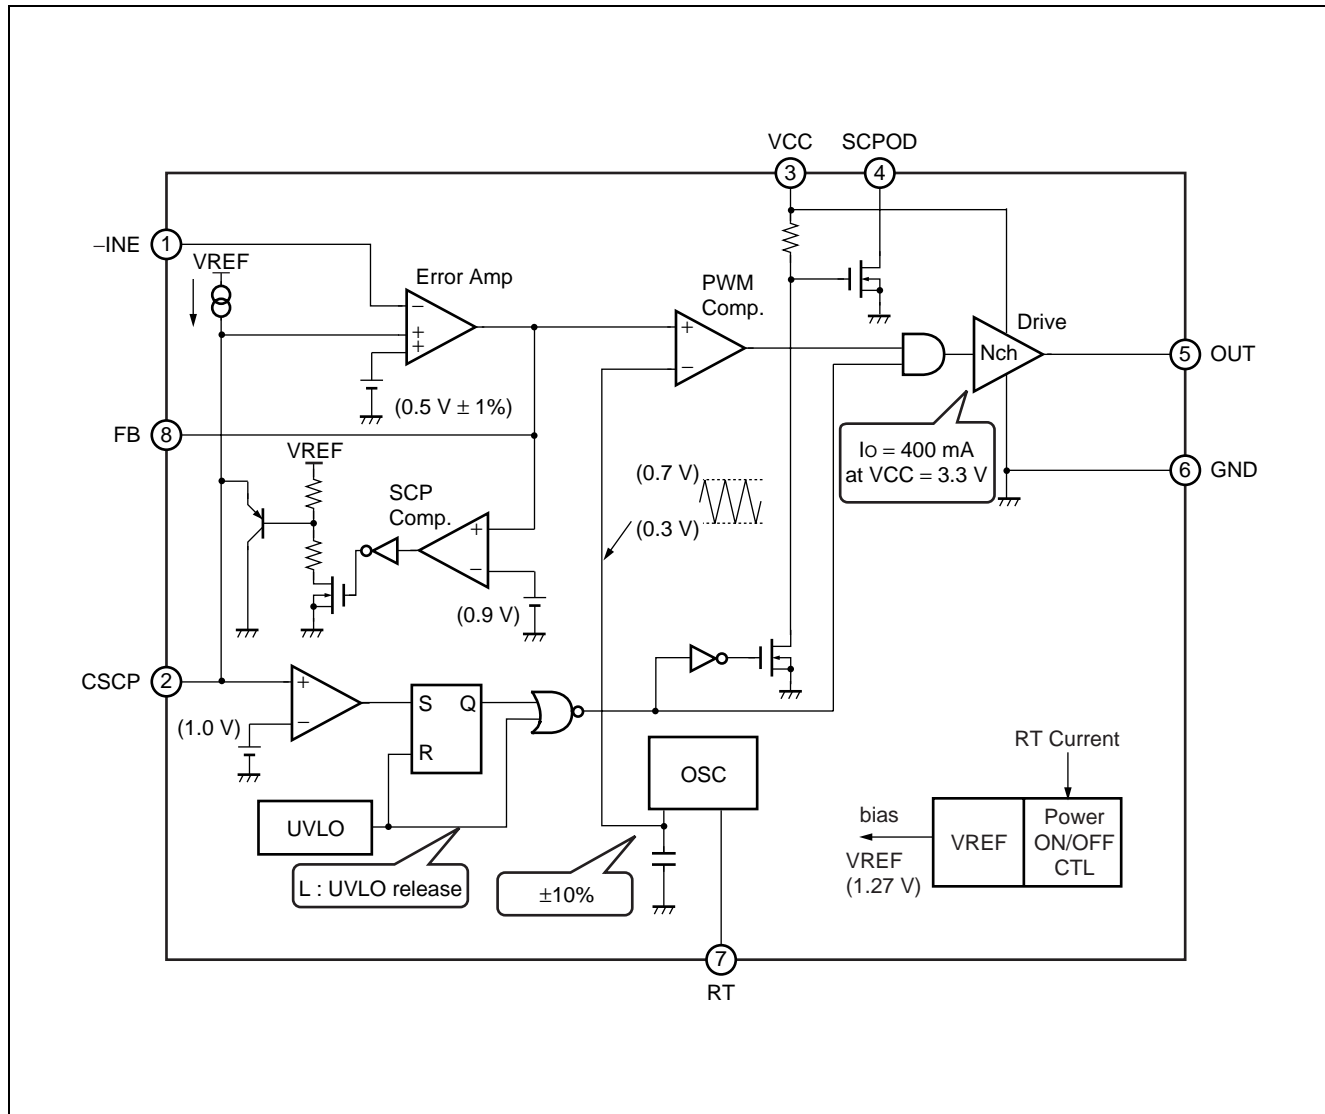 VCC SCPOD
3 4
−INE 1
VREF
Error Amp
PWM
Comp.
−
+
+
+
−
Drive
Nch
5 OUT
(0.5 V ± 1%)
FB 8
IO = 400 mA
at VCC = 3.3 V
6 GND
VREF
SCP
Comp.
+
−
(0.7 V)
(0.3 V)
(0.9 V)
CSCP 2
+
−
(1.0 V)
S Q
R
OSC
RT Current
UVLO
L : UVLO release
±10%
bias
VREF
(1.27 V)
VREF
Power
ON/OFF
CTL
7
RT